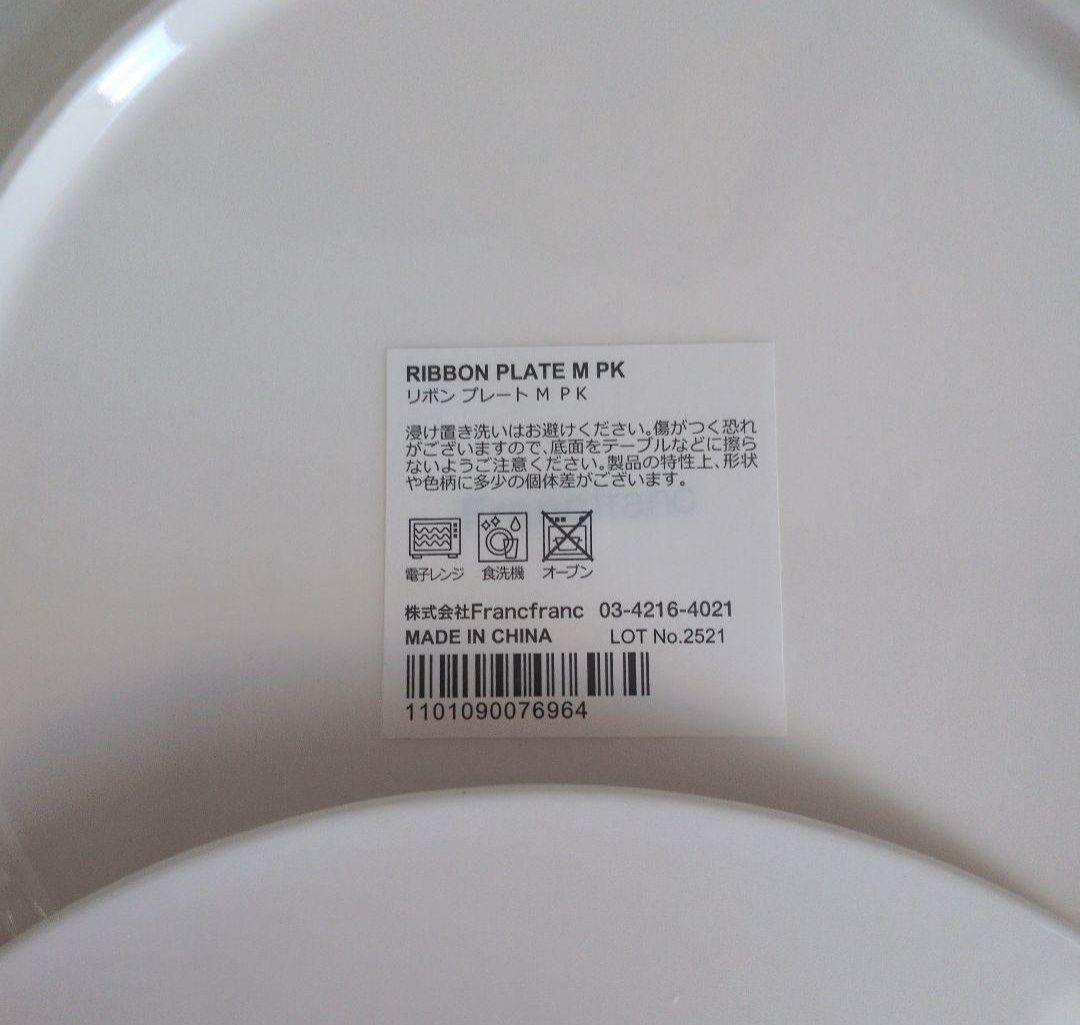 RIBBON PLATE M PK
リボン プレート M PK
浸け置き洗いはお避けください。傷がつく恐れ
がございますので、底面をテーブルなどに擦ら
ないようご注意ください。製品の特性上、形状
や色柄に多少の個体差がございます。
電子レンジ 食洗機 オーブン
株式会社Francfranc 03-4216-4021
MADE IN CHINA LOT No.2521
1101090076964